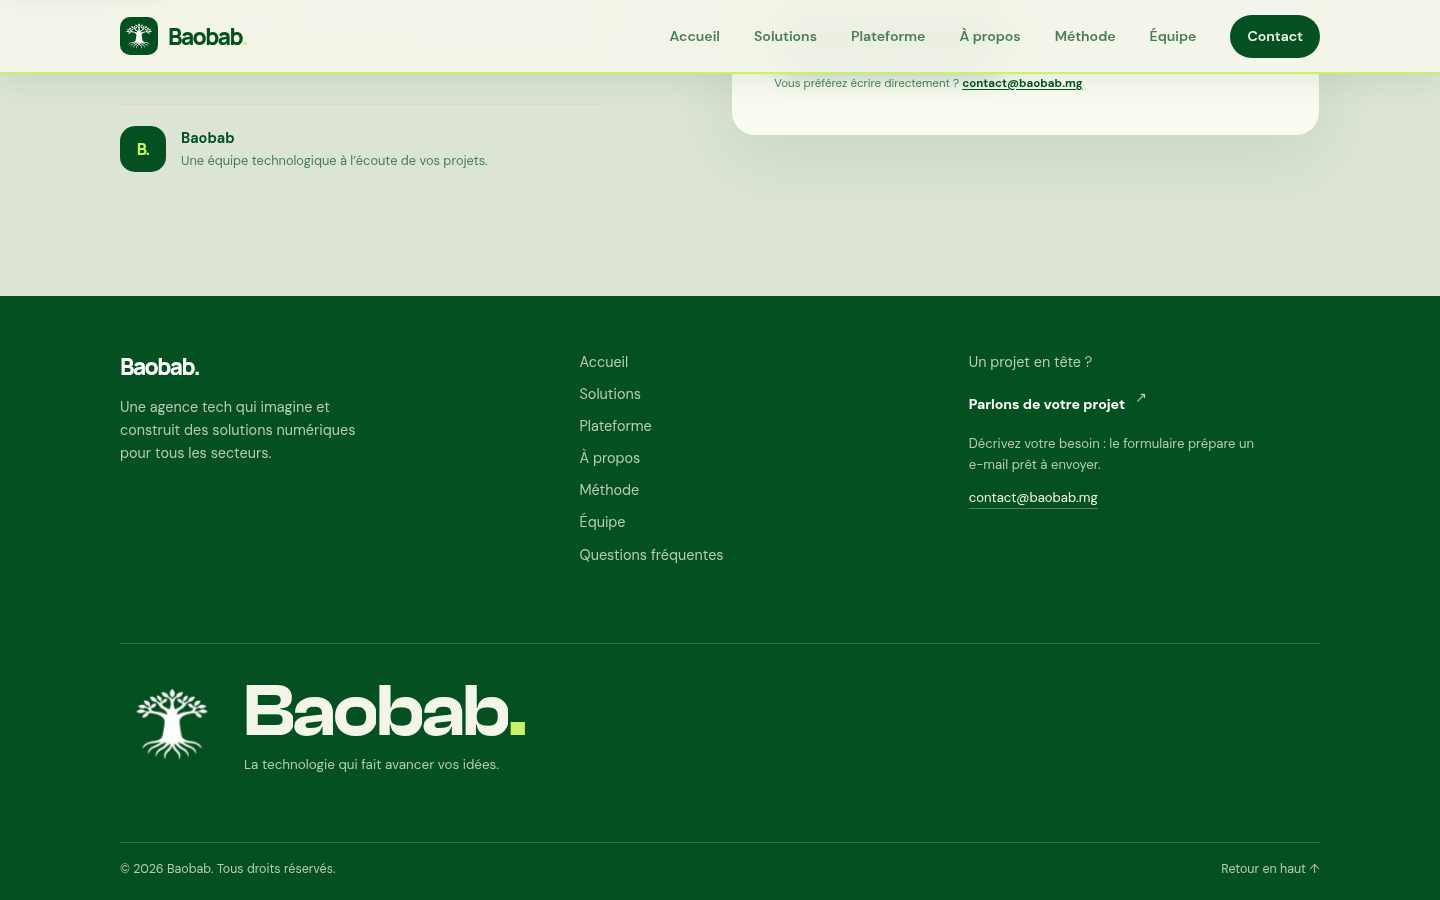 Baobab.
Accueil
Solutions
Plateforme
À propos
Méthode
Équipe
Contact
Vous préférez écrire directement ? contact@baobab.mg
B.
Baobab
Une équipe technologique à l'écoute de vos projets.
Baobab.
Une agence tech qui imagine et
construit des solutions numériques
pour tous les secteurs.
Accueil
Solutions
Plateforme
À propos
Méthode
Équipe
Questions fréquentes
Un projet en tête ?
Parlons de votre projet ↗
Décrivez votre besoin : le formulaire prépare un
e-mail prêt à envoyer.
contact@baobab.mg
Baobab.
La technologie qui fait avancer vos idées.
© 2026 Baobab. Tous droits réservés.
Retour en haut ↑